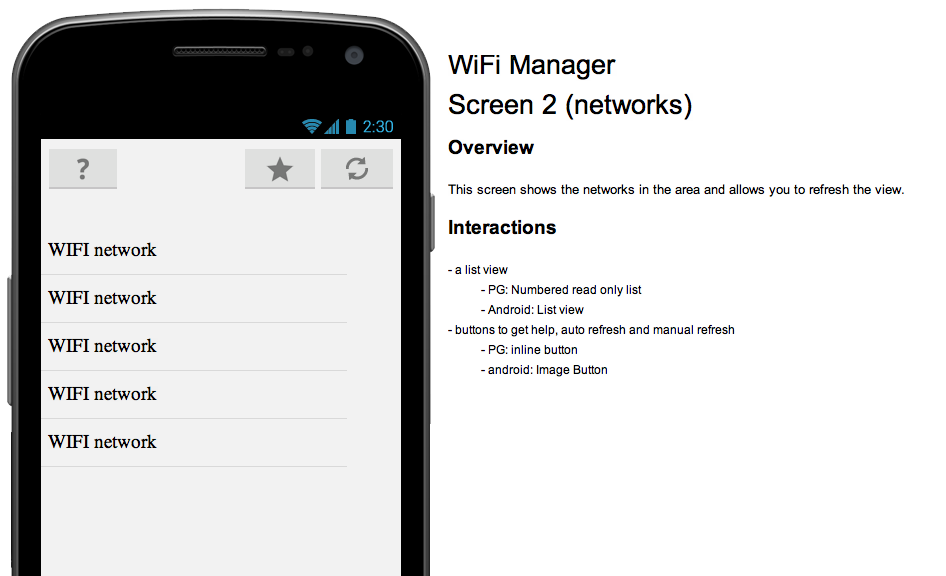 2:30
?
WIFI network
WIFI network
WIFI network
WIFI network
WIFI network
WiFi Manager
Screen 2 (networks)
Overview
This screen shows the networks in the area and allows you to refresh the view.
Interactions
- a list view
- PG: Numbered read only list
- Android: List view
- buttons to get help, auto refresh and manual refresh
- PG: inline button
- android: Image Button